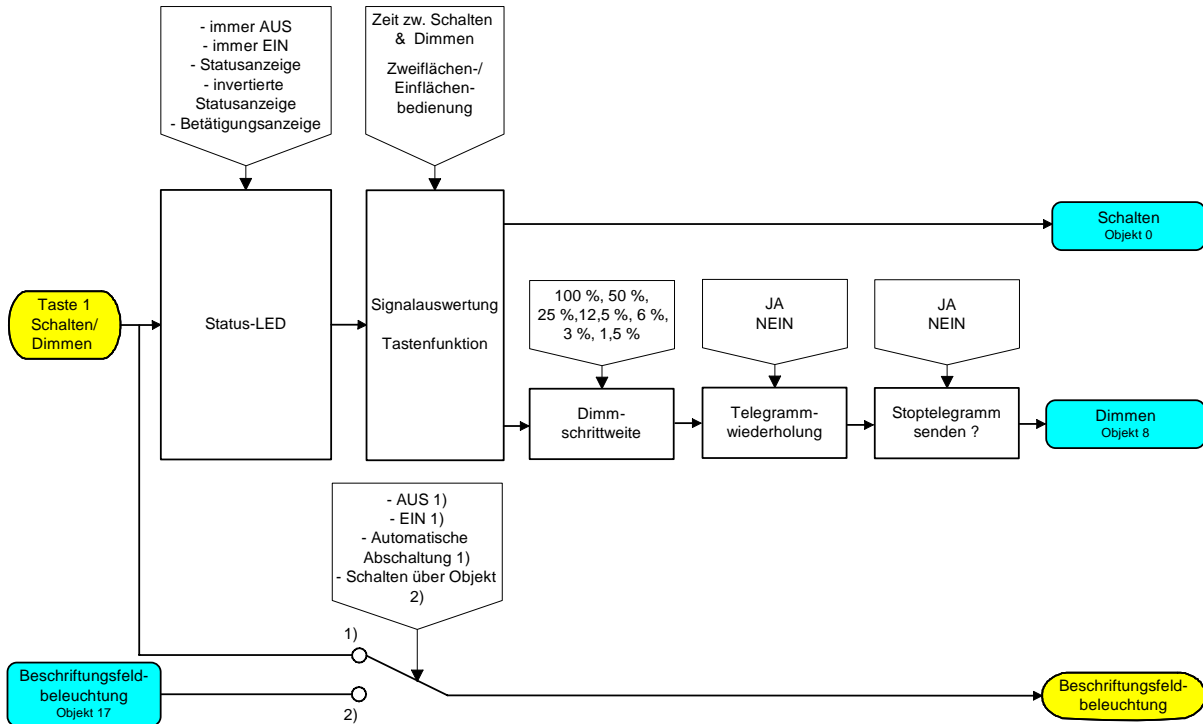 - immer AUS
- immer EIN
- Statusanzeige
- invertierte
Statusanzeige
- Betätigungsanzeige
Zeit zw. Schalten
& Dimmen
Zweiflächen-/
Einflächen-
bedienung
Schalten
Objekt 0
Taste 1
Schalten/
Dimmen
Status-LED
Signalauswertung
Tastenfunktion
100 %, 50 %,
25 %,12,5 %, 6 %,
3 %, 1,5 %
JA
NEIN
JA
NEIN
Dimm-
schrittweite
Telegramm-
wiederholung
Stoptelegramm
senden ?
Dimmen
Objekt 8
- AUS 1)
- EIN 1)
- Automatische
Abschaltung 1)
- Schalten über Objekt
2)
1)
Beschriftungsfeld-
beleuchtung
Objekt 17
2)
Beschriftungsfeld-
beleuchtung